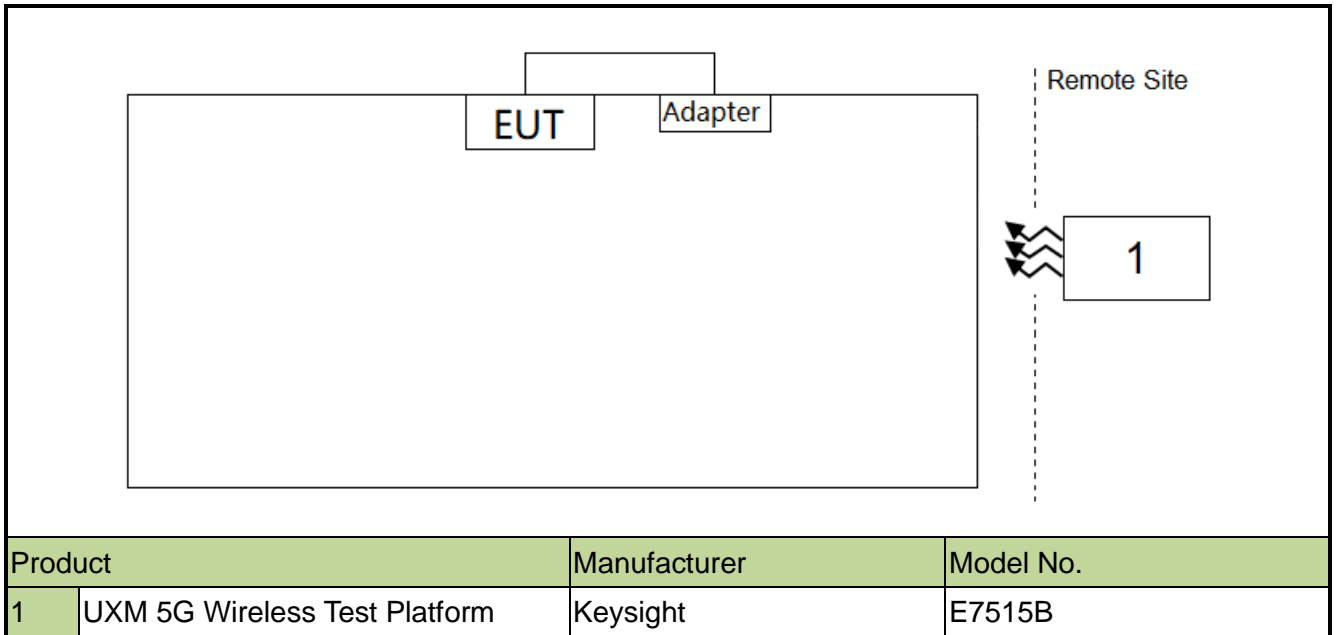 Remote Site
EUT
Adapter
1
Product Manufacturer Model No.
1 UXM 5G Wireless Test Platform Keysight E7515B